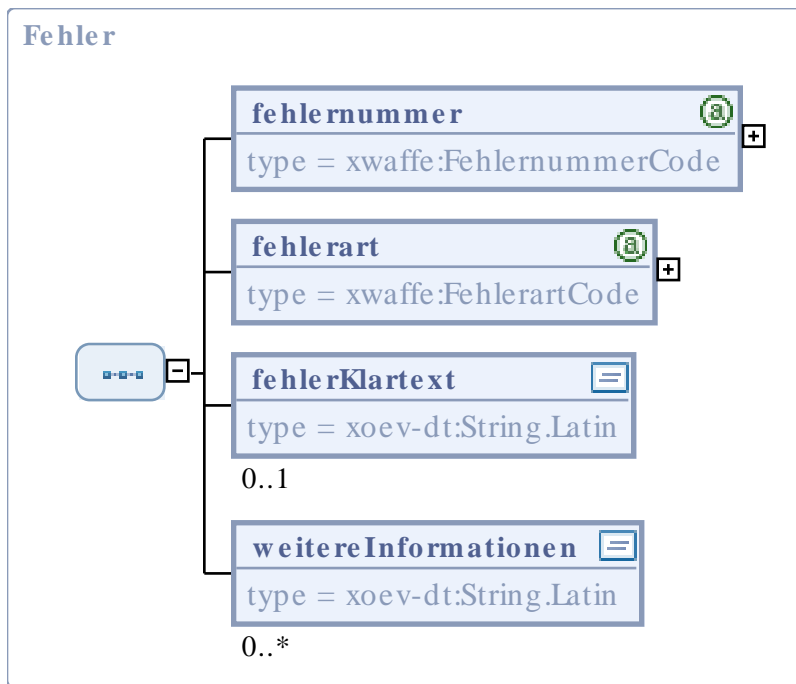 Fehler
fehlernummer
type = xwaffe:FehlernummerCode
fehlerart
type = xwaffe:FehlerartCode
fehlerKlartext
type = xoev-dt:String.Latin
0..1
weitereInformationen
type = xoev-dt:String.Latin
0..*